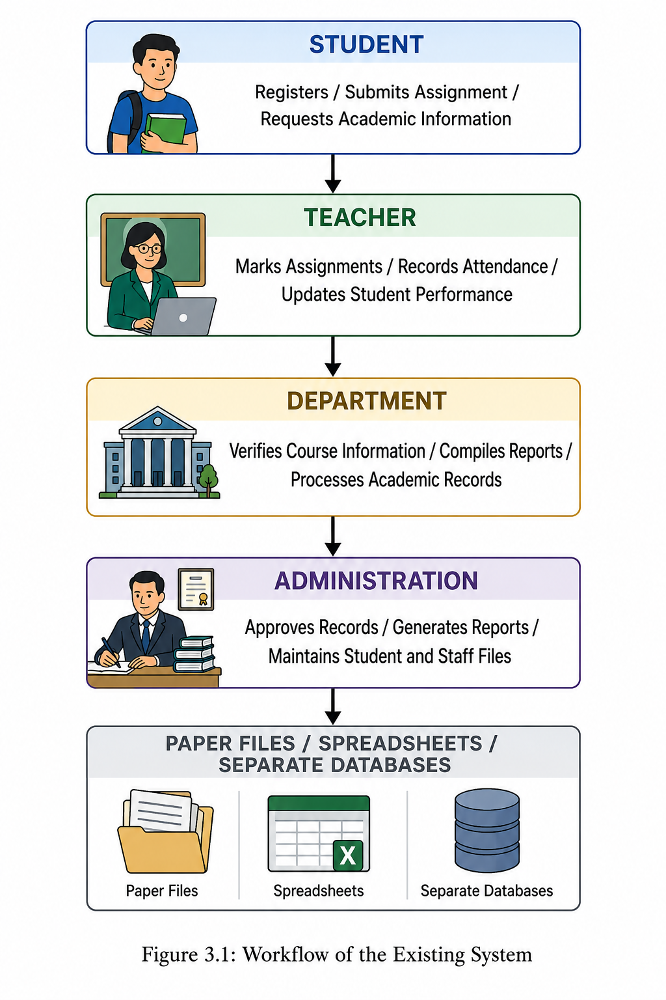 STUDENT
Registers / Submits Assignment /
Requests Academic Information
TEACHER
Marks Assignments / Records Attendance /
Updates Student Performance
DEPARTMENT
Verifies Course Information / Compiles Reports /
Processes Academic Records
ADMINISTRATION
Approves Records / Generates Reports /
Maintains Student and Staff Files
PAPER FILES / SPREADSHEETS /
SEPARATE DATABASES
X
Paper Files
Spreadsheets
Separate Databases
Figure 3.1: Workflow of the Existing System